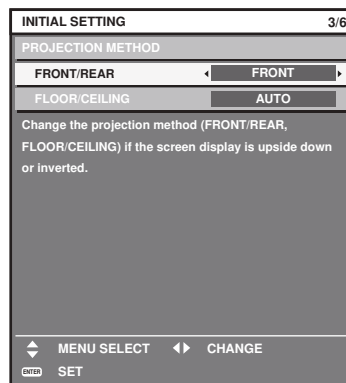 INITIAL SETTING 3/6
PROJECTION METHOD
FRONT/REAR FRONT
FLOOR/CEILING AUTO
Change the projection method (FRONT/REAR,
FLOOR/CEILING) if the screen display is upside down
or inverted.
MENU SELECT CHANGE
ENTER SET